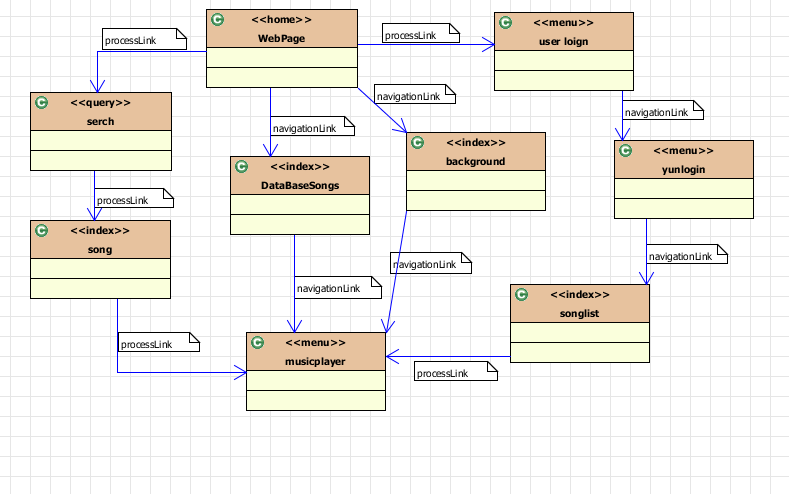 <<home>>
WebPage
<<menu>>
user loign
processLink
processLink
<<query>>
serch
navigationLink
navigationLink
navigationLink
<<index>>
DataBaseSongs
<<index>>
background
<<menu>>
yunlogin
processLink
<<index>>
song
navigationLink
navigationLink
navigationLink
<<index>>
songlist
processLink
<<menu>>
musicplayer
processLink
C
C
C
C
C
C
C
C
C